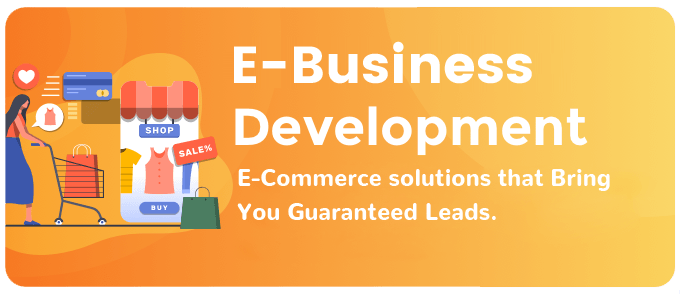 E-Business
Development
E-Commerce solutions that Bring
You Guaranteed Leads.
SHOP
SALE%
BUY